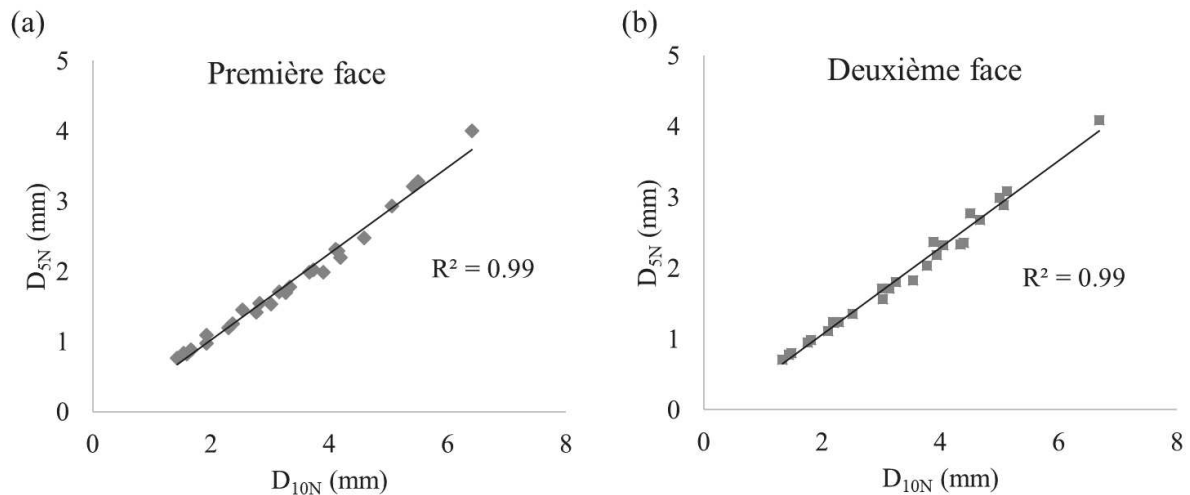 (a)
Première face
5
4
3
2
1
0
D5N (mm)
R² = 0.99
0 2 4 6 8
D10N (mm)
(b)
Deuxième face
5
4
3
2
1
0
D5N (mm)
R² = 0.99
0 2 4 6 8
D10N (mm)